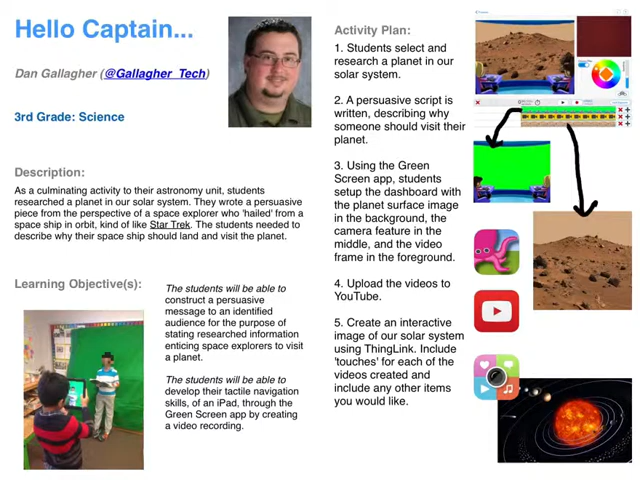 Hello Captain...
Dan Gallagher (@Gallagher_Tech)
3rd Grade: Science
Description:
As a culminating activity to their astronomy unit, students
researched a planet in our solar system. They wrote a persuasive
piece from the perspective of a space explorer who 'hailed' from a
space ship in orbit, kind of like Star Trek. The students needed to
describe why their space ship should land and visit the planet.
Learning Objective(s):
The students will be able to
construct a persuasive
message to an identified
audience for the purpose of
stating researched information
enticing space explorers to visit
a planet.
The students will be able to
develop their tactile navigation
skills, of an iPad, through the
Green Screen app by creating
a video recording.
Activity Plan:
1. Students select and
research a planet in our
solar system.
2. A persuasive script is
written, describing why
someone should visit their
planet.
3. Using the Green
Screen app, students
setup the dashboard with
the planet surface image
in the background, the
camera feature in the
middle, and the video
frame in the foreground.
4. Upload the videos to
YouTube.
5. Create an interactive
image of our solar system
using ThingLink. Include
'touches' for each of the
videos created and
include any other items
you would like.